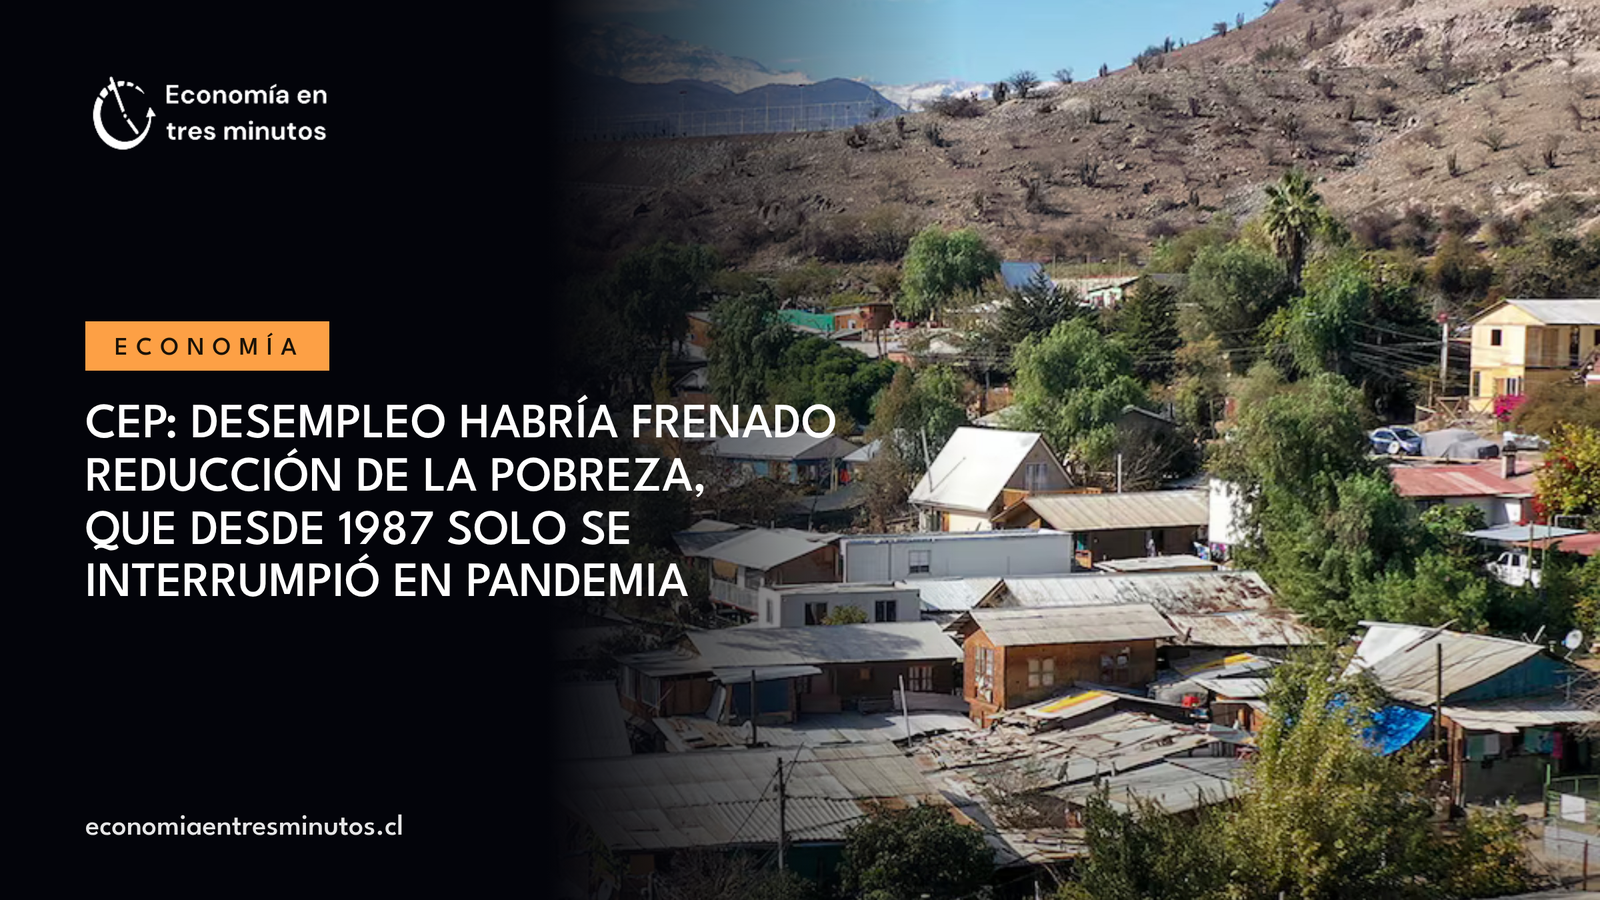 Economía en
tres minutos
ECONOMÍA
CEP: DESEMPLEO HABRÍA FRENADO
REDUCCIÓN DE LA POBREZA,
QUE DESDE 1987 SOLO SE
INTERRUMPIÓ EN PANDEMIA
economiaentresminutos.cl